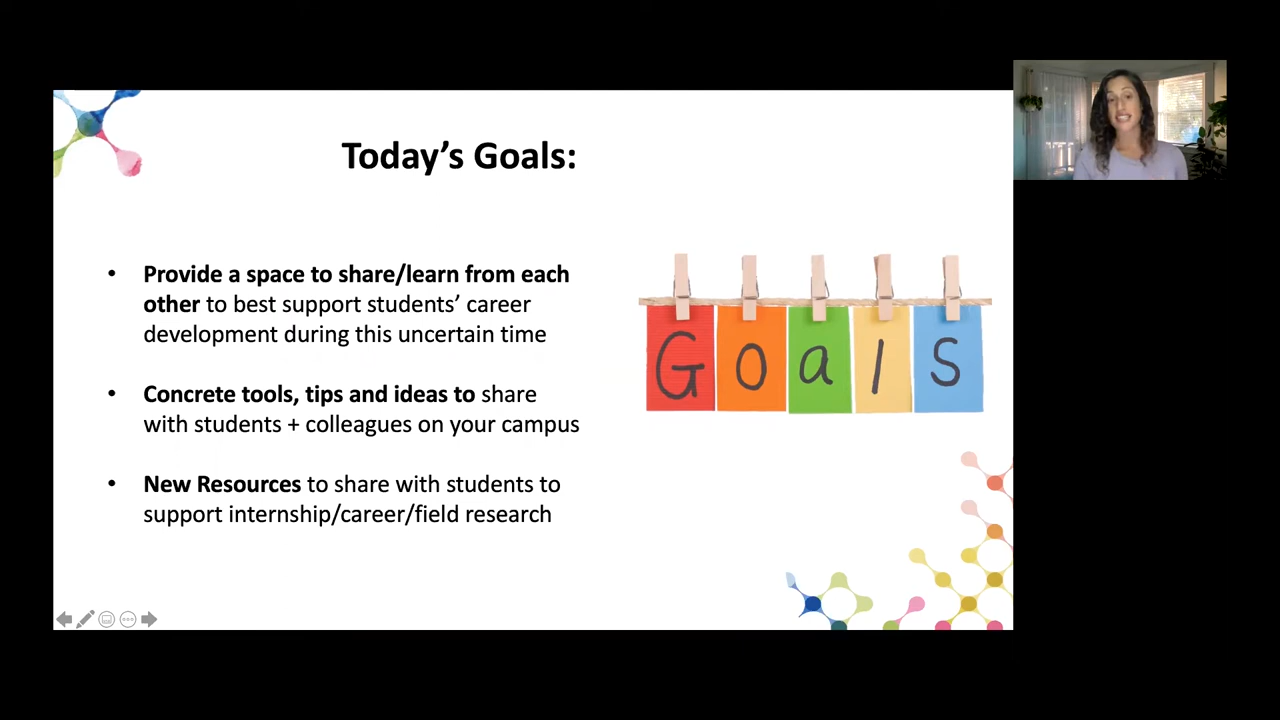 Today’s Goals:
• Provide a space to share/learn from each
other to best support students’ career
development during this uncertain time
• Concrete tools, tips and ideas to share
with students + colleagues on your campus
• New Resources to share with students to
support internship/career/field research
Goals